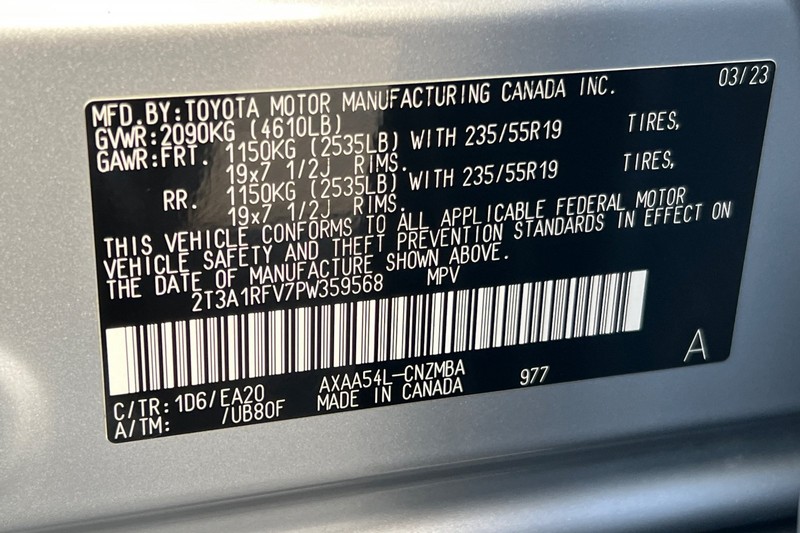 03/23
MFD.BY:TOYOTA MOTOR MANUFACTURING CANADA INC.
GVWR:2090KG (4610LB)
GAWR:FRT. 1150KG (2535LB) WITH 235/55R19 TIRES,
19x7 1/2J RIMS.
RR. 1150KG (2535LB) WITH 235/55R19 TIRES,
19x7 1/2J RIMS.
THIS VEHICLE CONFORMS TO ALL APPLICABLE FEDERAL MOTOR
VEHICLE SAFETY AND THEFT PREVENTION STANDARDS IN EFFECT ON
THE DATE OF MANUFACTURE SHOWN ABOVE.
2T3A1RFV7PW359568 MPV
A
C/TR: 1D6/EA20 AXAA54L-CNZMBA 977
A/TM: /UB80F MADE IN CANADA